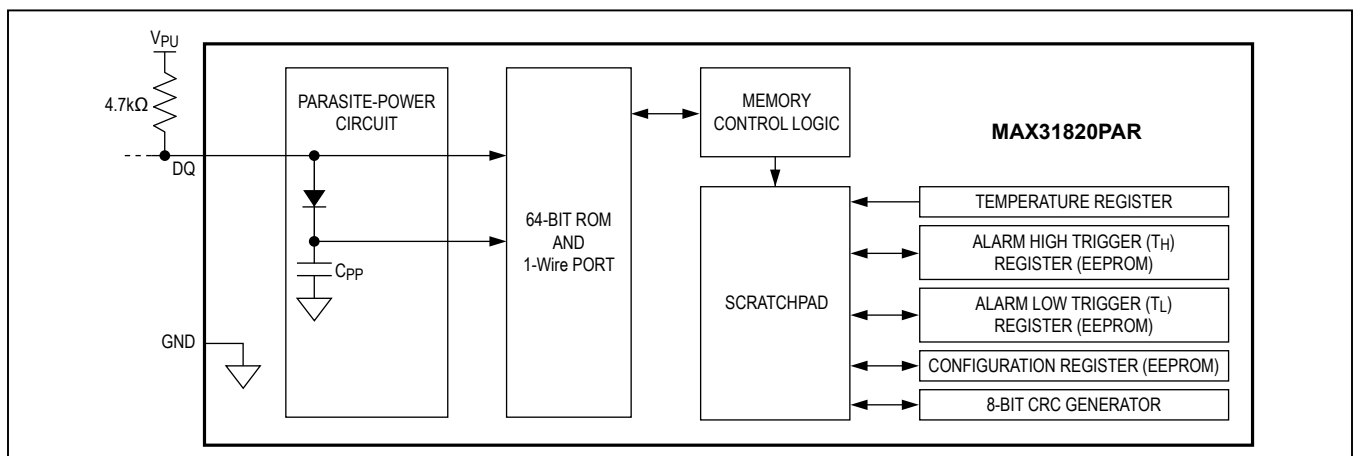 VPU
4.7kΩ
DQ
GND
PARASITE-POWER
CIRCUIT
CPP
64-BIT ROM
AND
1-Wire PORT
MEMORY
CONTROL LOGIC
SCRATCHPAD
MAX31820PAR
TEMPERATURE REGISTER
ALARM HIGH TRIGGER (TH)
REGISTER (EEPROM)
ALARM LOW TRIGGER (TL)
REGISTER (EEPROM)
CONFIGURATION REGISTER (EEPROM)
8-BIT CRC GENERATOR